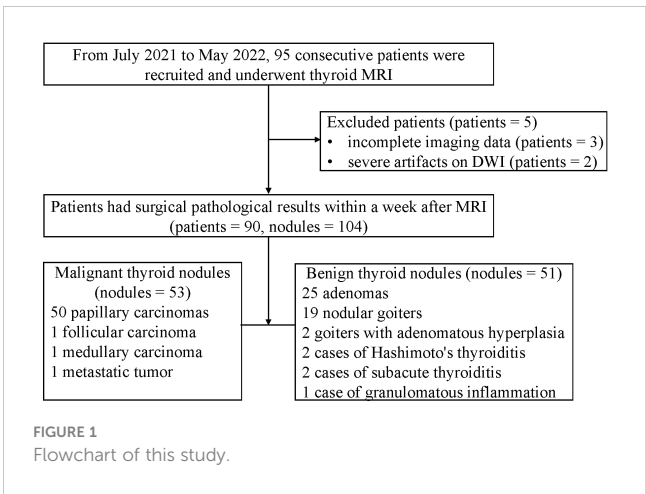 From July 2021 to May 2022, 95 consecutive patients were
recruited and underwent thyroid MRI
Excluded patients (patients = 5)
• incomplete imaging data (patients = 3)
• severe artifacts on DWI (patients = 2)
Patients had surgical pathological results within a week after MRI
(patients = 90, nodules = 104)
Malignant thyroid nodules
(nodules = 53)
50 papillary carcinomas
1 follicular carcinoma
1 medullary carcinoma
1 metastatic tumor
Benign thyroid nodules (nodules = 51)
25 adenomas
19 nodular goiters
2 goiters with adenomatous hyperplasia
2 cases of Hashimoto's thyroiditis
2 cases of subacute thyroiditis
1 case of granulomatous inflammation
FIGURE 1
Flowchart of this study.